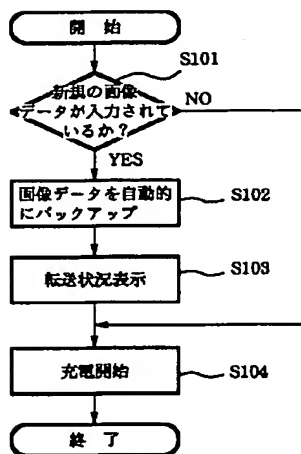 開 始
S101
新規の画像
データが入力されて
いるか？
NO
YES
画像データを自動的
にバックアップ
S102
転送状況表示
S103
充電開始
S104
終 了